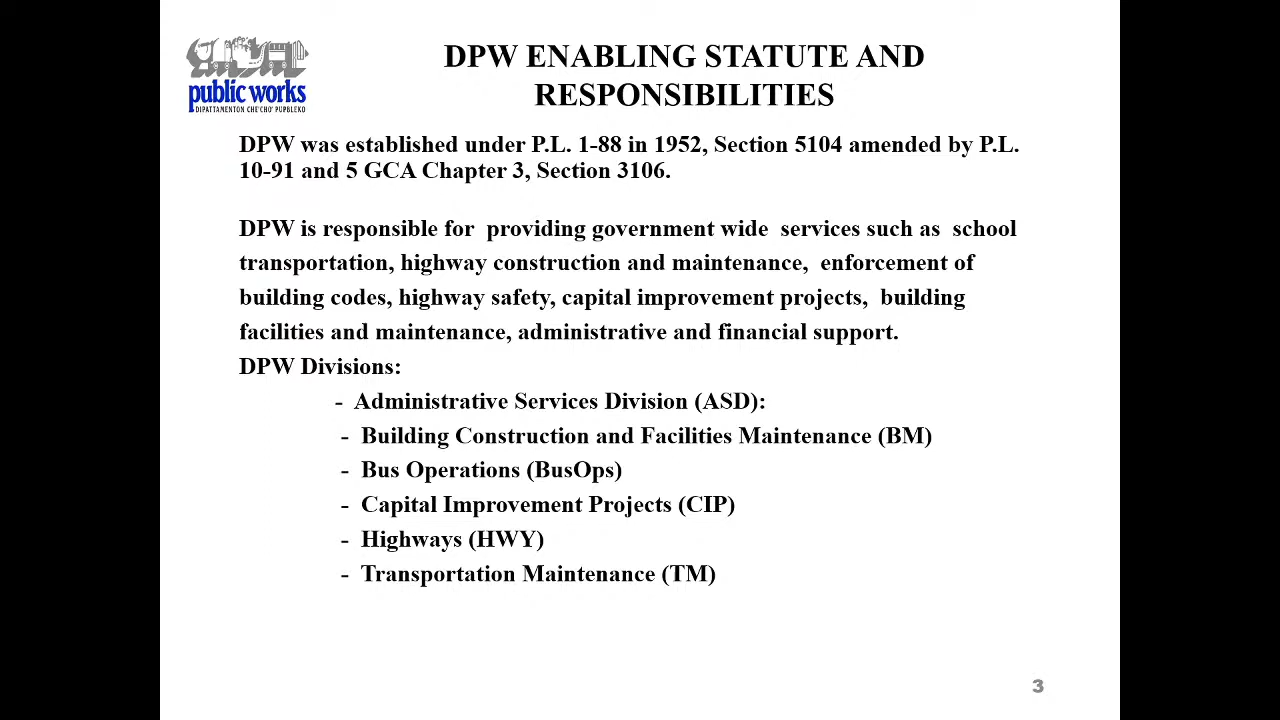 public works
DIPATTAMENTON CHE'CHO' PUPBLEKO
DPW ENABLING STATUTE AND
RESPONSIBILITIES
DPW was established under P.L. 1-88 in 1952, Section 5104 amended by P.L.
10-91 and 5 GCA Chapter 3, Section 3106.
DPW is responsible for providing government wide services such as school
transportation, highway construction and maintenance, enforcement of
building codes, highway safety, capital improvement projects, building
facilities and maintenance, administrative and financial support.
DPW Divisions:
- Administrative Services Division (ASD):
- Building Construction and Facilities Maintenance (BM)
- Bus Operations (BusOps)
- Capital Improvement Projects (CIP)
- Highways (HWY)
- Transportation Maintenance (TM)
3